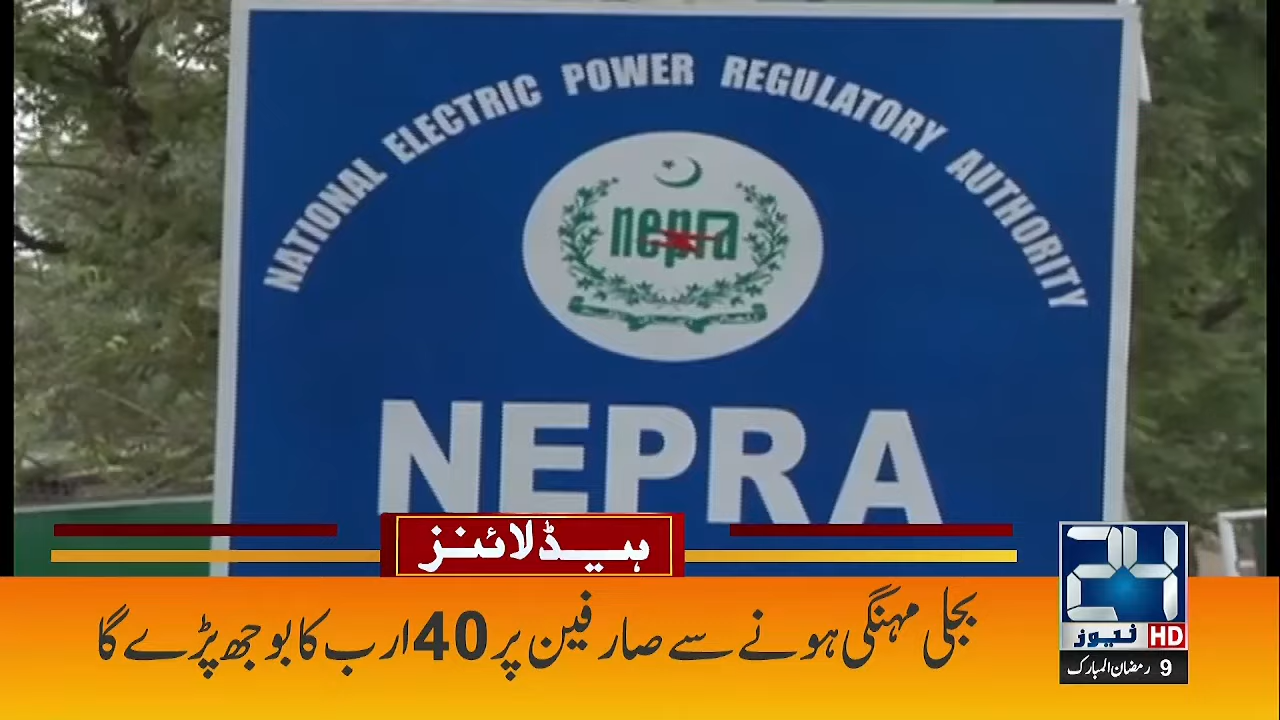 NATIONAL ELECTRIC POWER REGULATORY AUTHORITY
nepra
NEPRA
ہیڈلائنز
بجلی مہنگی ہونے سے صارفین پر 40 ارب کا بوجھ پڑے گا
24
نیوز HD
9 رمضان المبارک